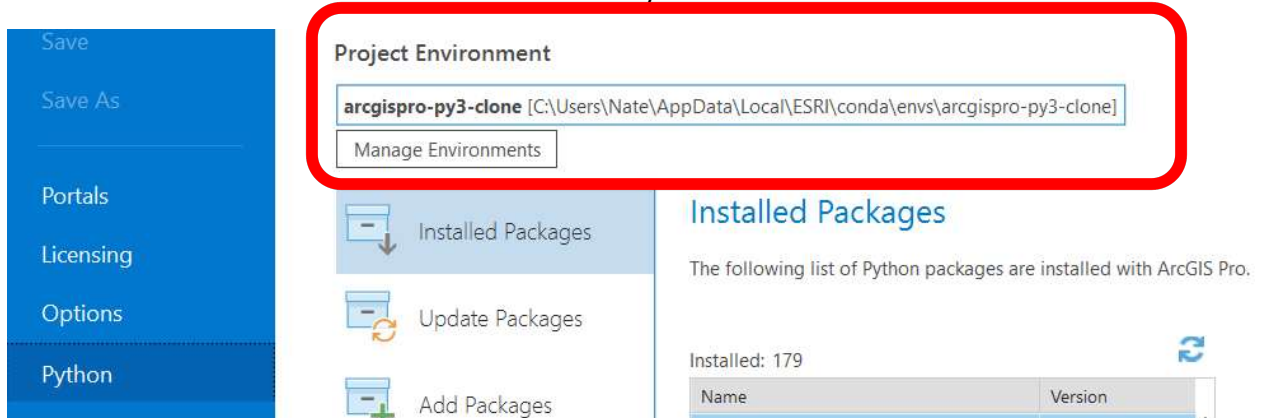 Save
Save As
Portals
Licensing
Options
Python
Project Environment
arcgispro-py3-clone [C:\Users\Nate\AppData\Local\ESRI\conda\envs\arcgispro-py3-clone]
Manage Environments
Installed Packages
Update Packages
Add Packages
Installed Packages
The following list of Python packages are installed with ArcGIS Pro.
Installed: 179
Name Version